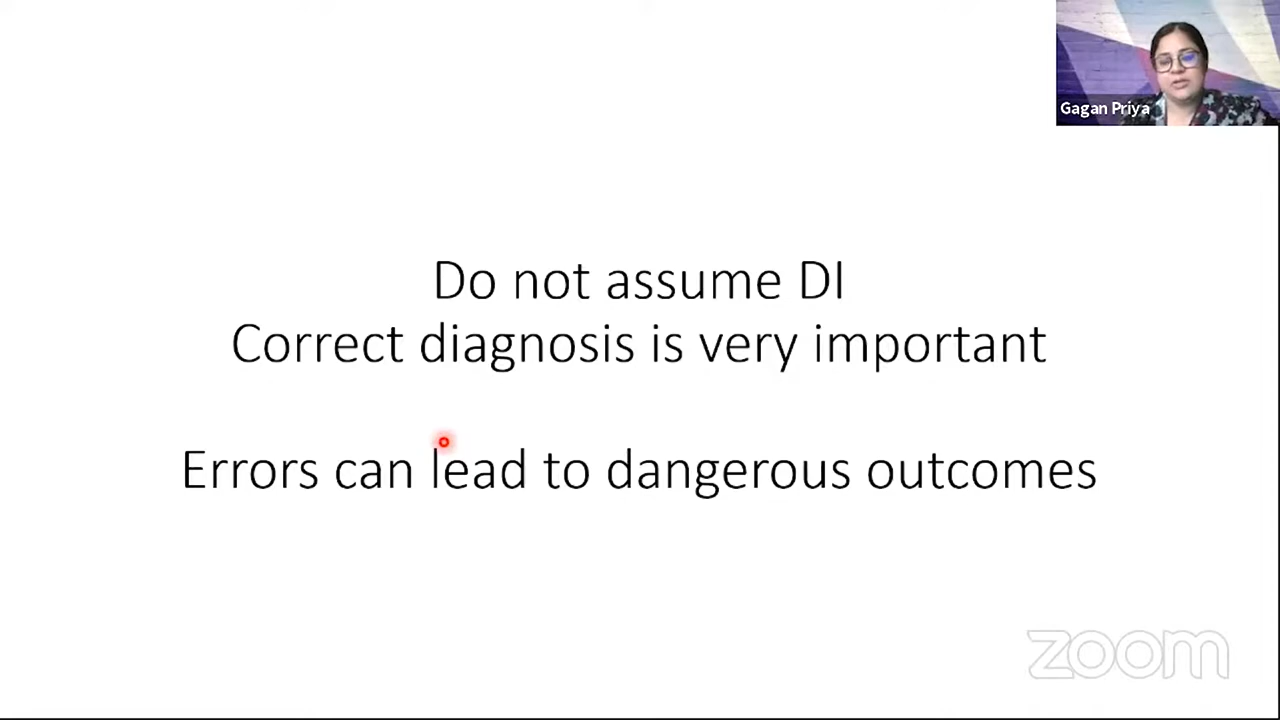 Gagan Priya
Do not assume DI
Correct diagnosis is very important
Errors can lead to dangerous outcomes
zoom